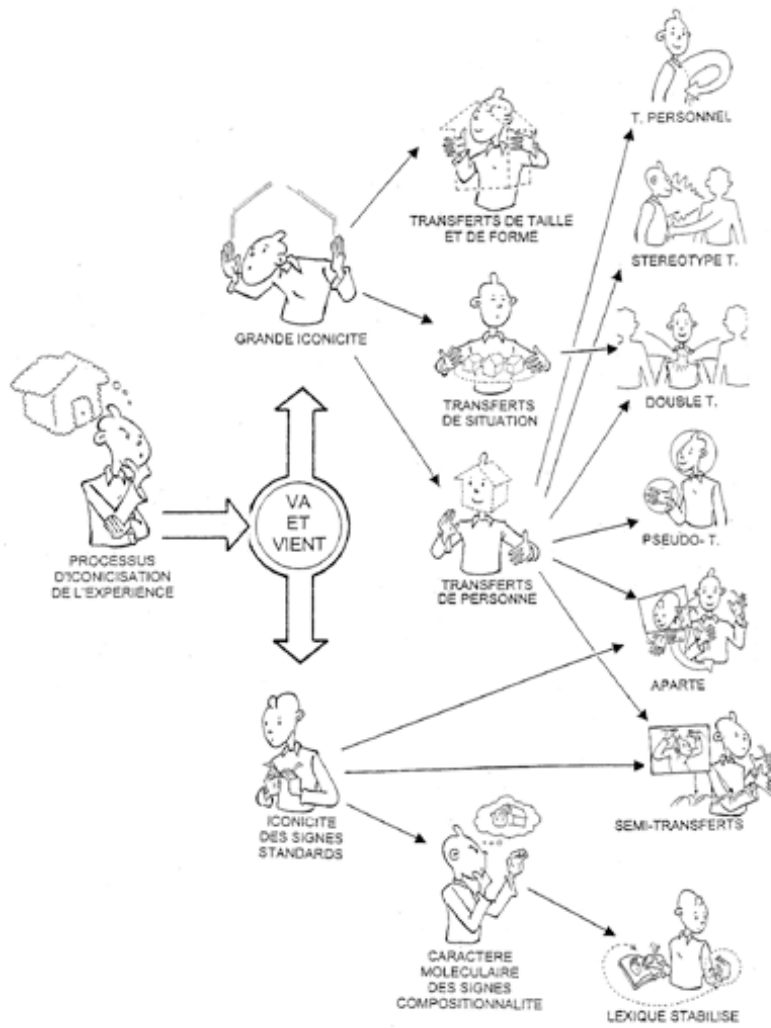 T. PERSONNEL
TRANSFERTS DE TAILLE
ET DE FORME
STEREOTYPE T.
GRANDE ICONICITE
TRANSFERTS
DE SITUATION
DOUBLE T.
VA
ET
VIENT
PROCESSUS
D'ICONICISATION
DE L'EXPERIENCE
TRANSFERTS
DE PERSONNE
PSEUDO- T.
APARTE
ICONICITE
DES SIGNES
STANDARDS
SEMI-TRANSFERTS
CARACTERE
MOLECULAIRE
DES SIGNES
COMPOSITIONNALITE
LEXIQUE STABILISE